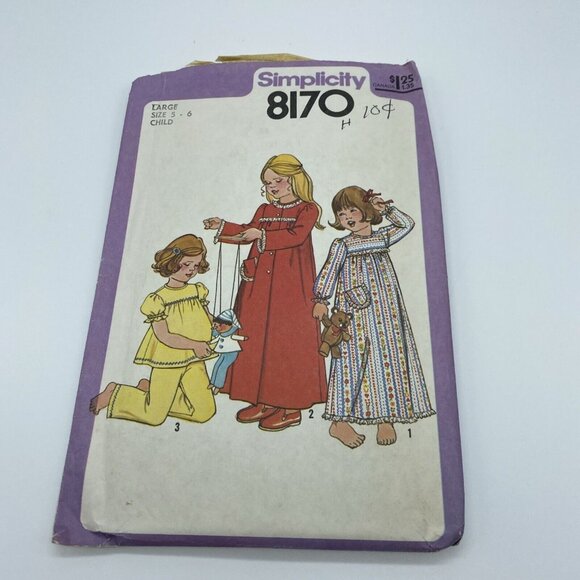 Simplicity
8170
$1.25
CANADA 1.35
LARGE
SIZE 5 - 6
CHILD
H 10¢
3
2
1